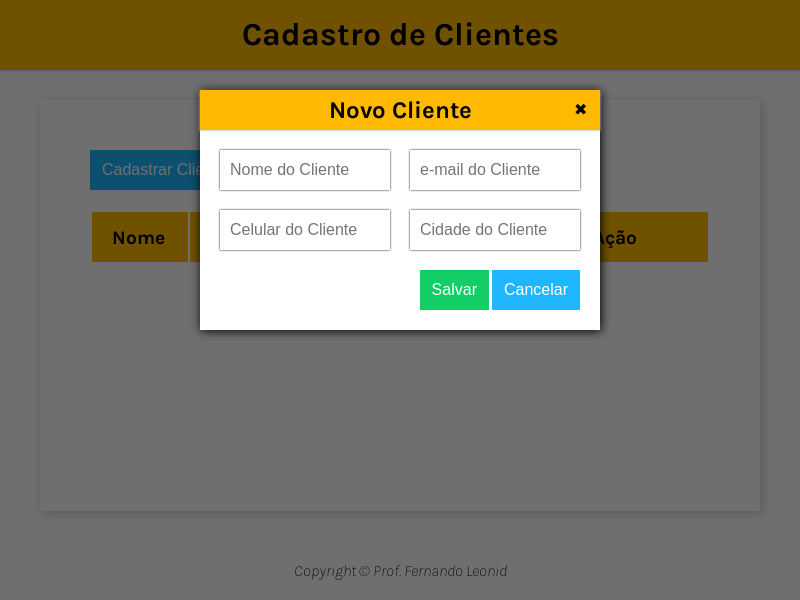 Cadastro de Clientes
Novo Cliente ✖
Nome do Cliente e-mail do Cliente
Cadastrar
Celular do Cliente Cidade do Cliente
Nome Ação
Salvar Cancelar
Copyright © Prof. Fernando Leonid